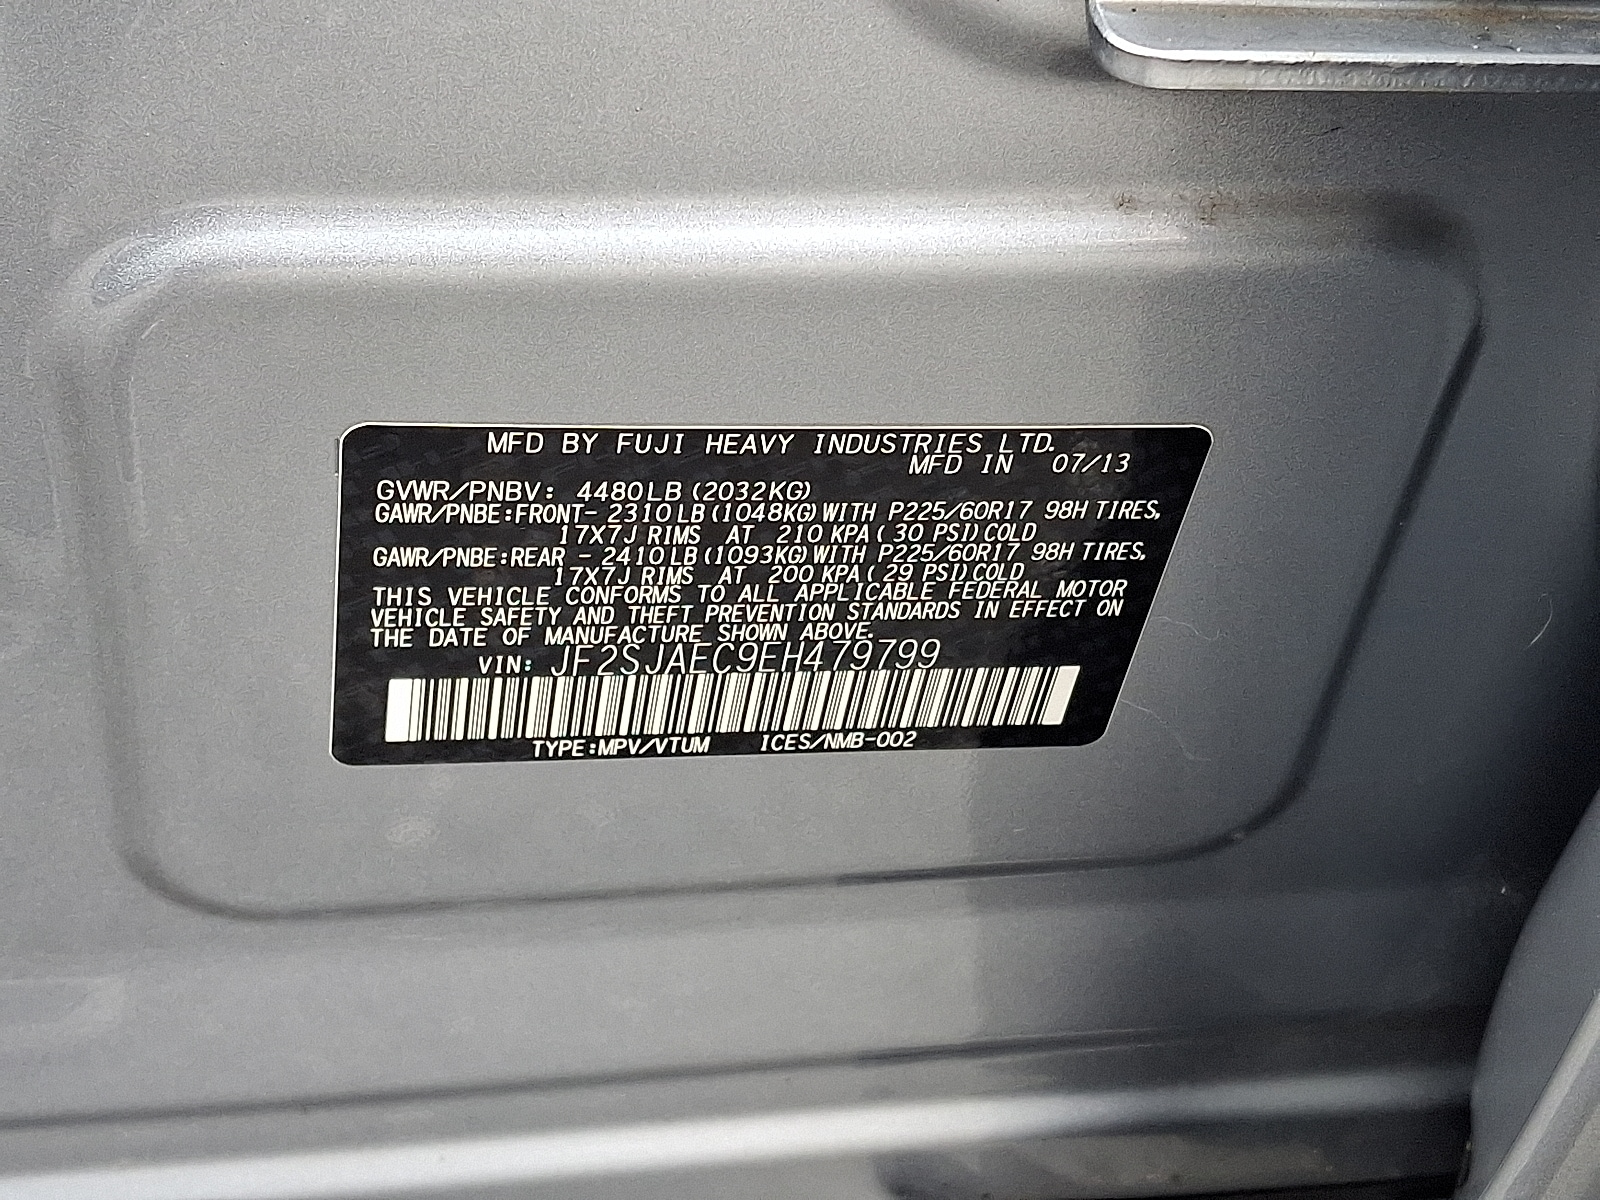 MFD BY FUJI HEAVY INDUSTRIES LTD.
MFD IN 07/13
GVWR/PNBV: 4480LB (2032KG)
GAWR/PNBE:FRONT- 2310LB (1048KG) WITH P225/60R17 98H TIRES,
17X7J RIMS AT 210 KPA ( 30 PSI) COLD
GAWR/PNBE:REAR - 2410LB (1093KG) WITH P225/60R17 98H TIRES,
17X7J RIMS AT 200 KPA ( 29 PSI) COLD
THIS VEHICLE CONFORMS TO ALL APPLICABLE FEDERAL MOTOR
VEHICLE SAFETY AND THEFT PREVENTION STANDARDS IN EFFECT ON
THE DATE OF MANUFACTURE SHOWN ABOVE.
VIN: JF2SJAEC9EH479799
TYPE:MPV/VTUM ICES/NMB-002